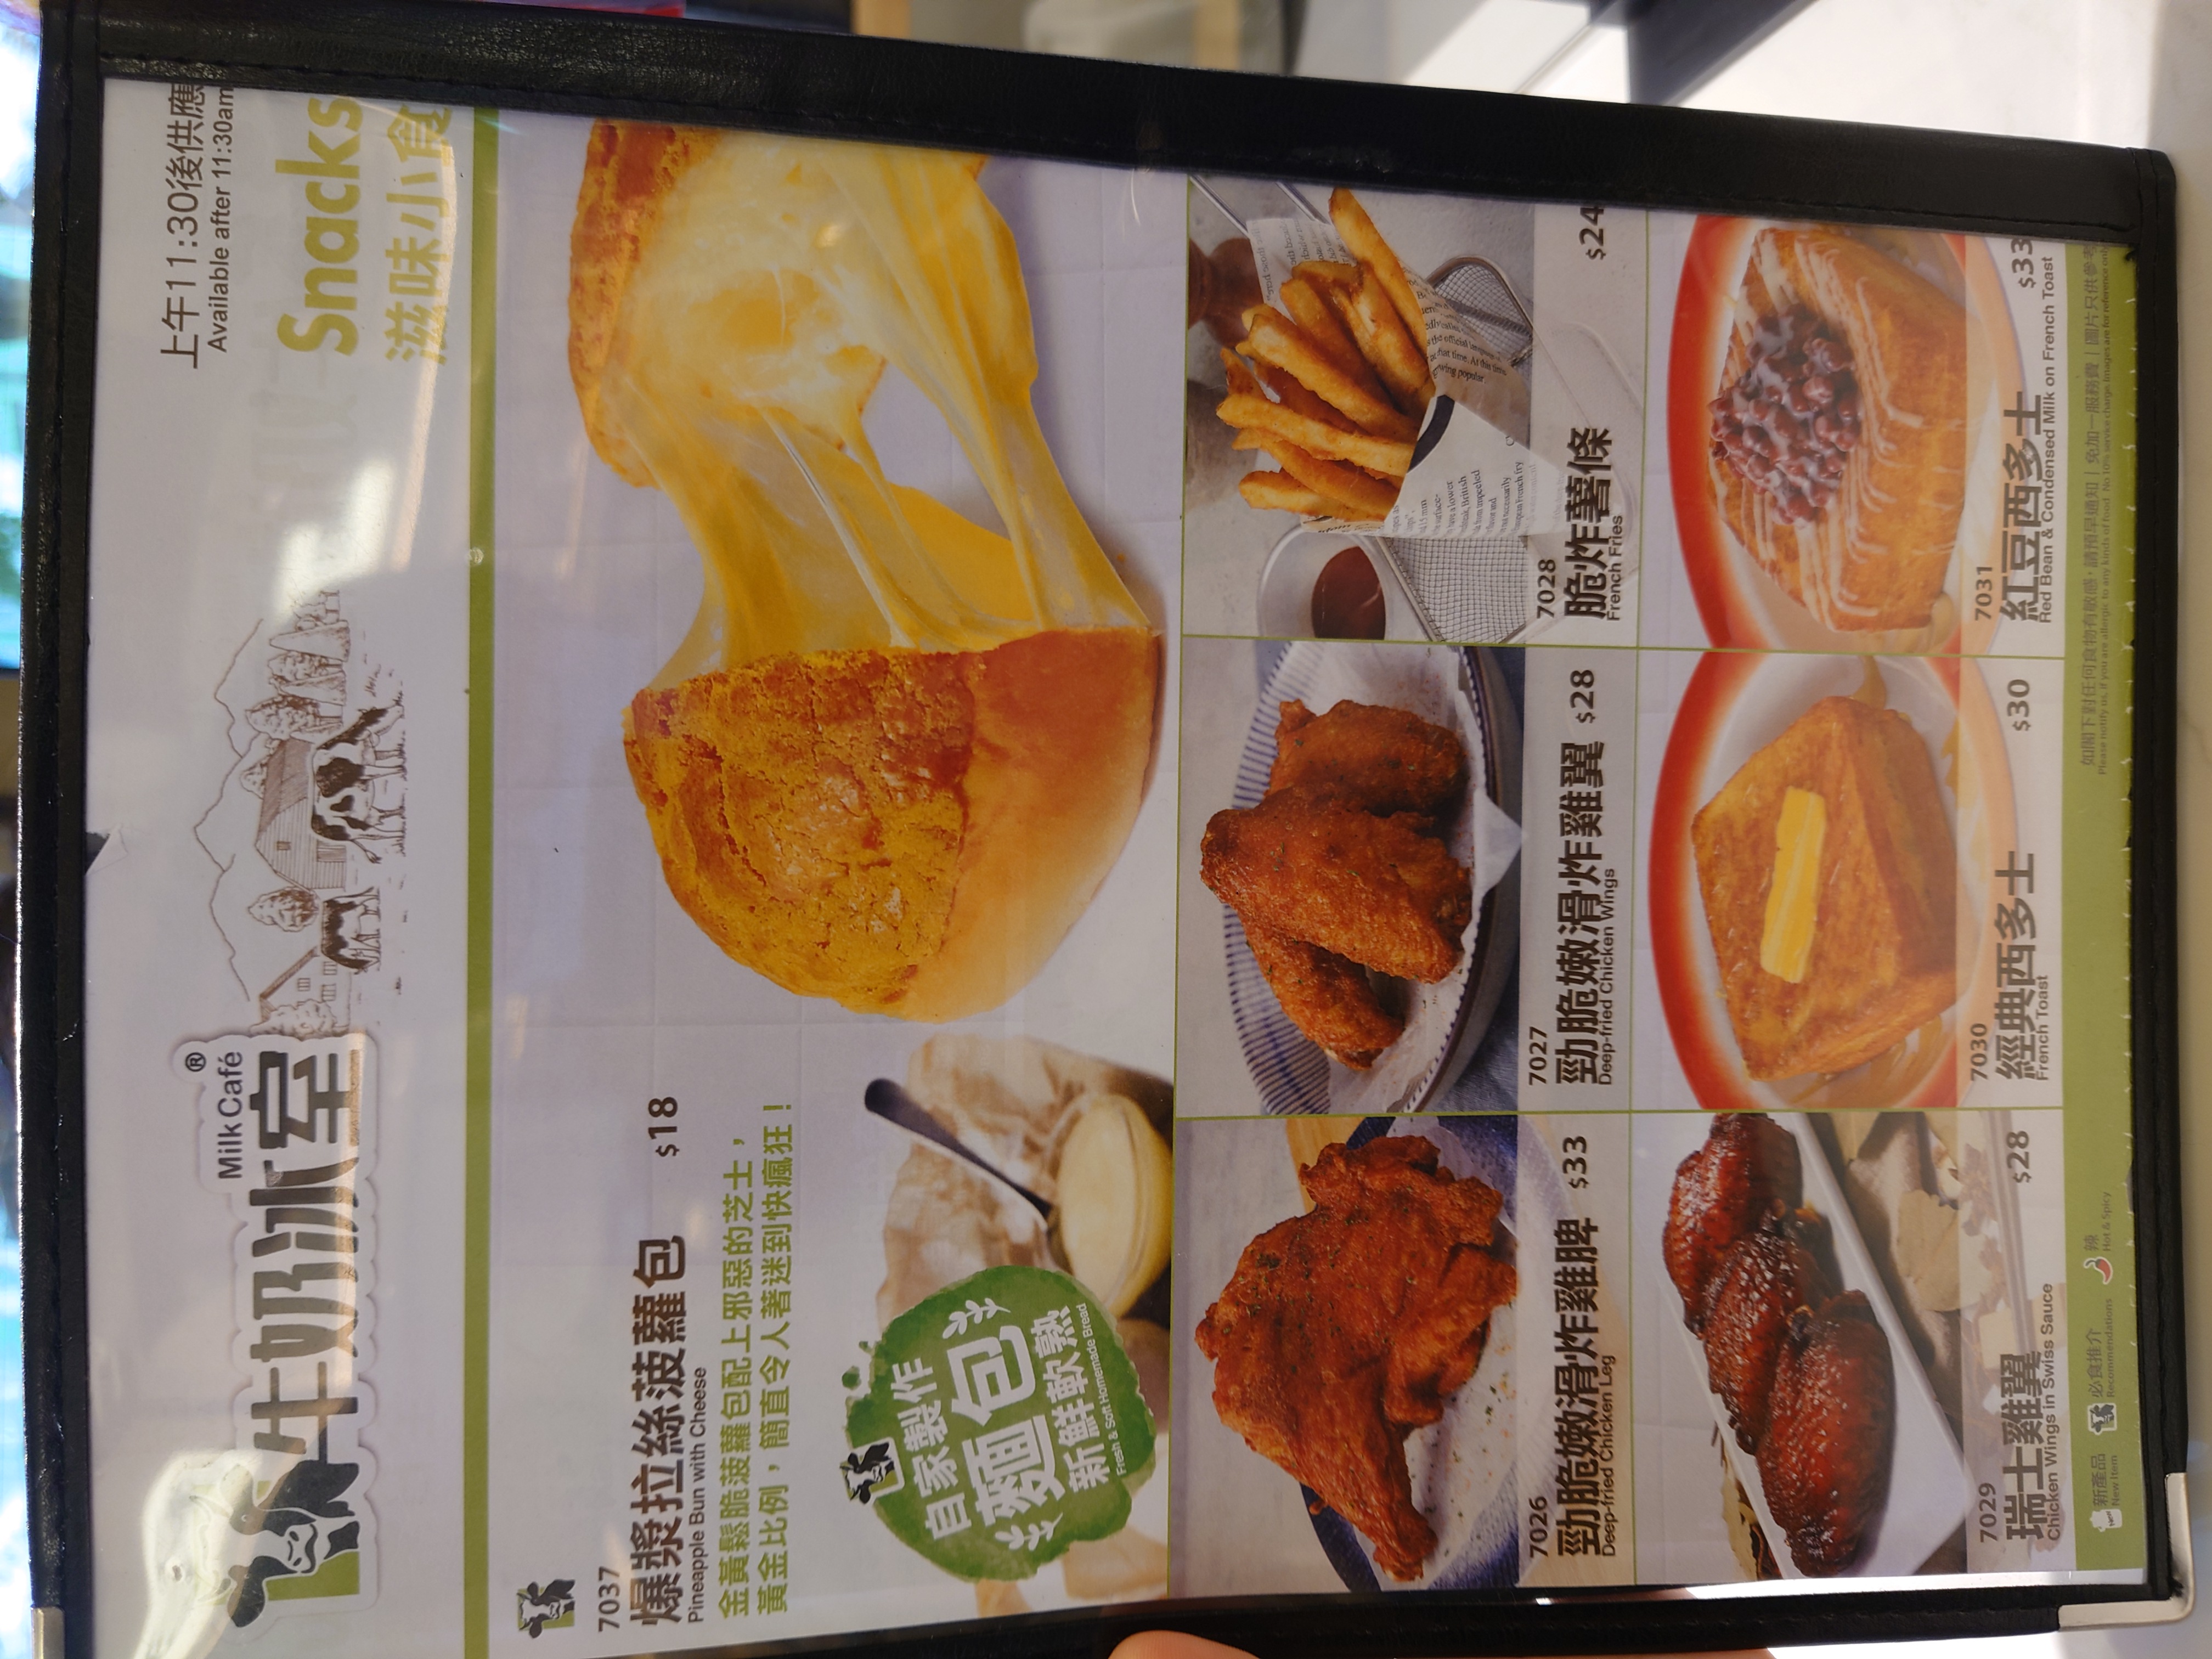 上午11:30後供應
Available after 11:30am
®
Milk Café
牛奶冰室
Snacks
滋味小食
7037
爆漿拉絲菠蘿包 $18
Pineapple Bun with Cheese
金黃鬆脆菠蘿包配上邪惡的芝士，
黃金比例，簡直令人著迷到快瘋狂！
自家製作
麵包
新鮮軟熟
Fresh & Soft Homemade Bread
7026
勁脆嫩滑炸雞髀 $33
Deep-fried Chicken Leg
7027
勁脆嫩滑炸雞翼 $28
Deep-fried Chicken Wings
7028
脆炸薯條 $24
French Fries
7029
瑞士雞翼 $28
Chicken Wings in Swiss Sauce
7030
經典西多士 $30
French Toast
7031
紅豆西多士 $33
Red Bean & Condensed Milk on French Toast
New
新產品
New Item
必食推介
Recommendations
辣
Hot & Spicy
如閣下對任何食物有敏感，請預早通知｜免加一服務費｜圖片只供參考
Please notify us, if you are allergic to any kinds of food. No 10% service charge. Images are for reference only